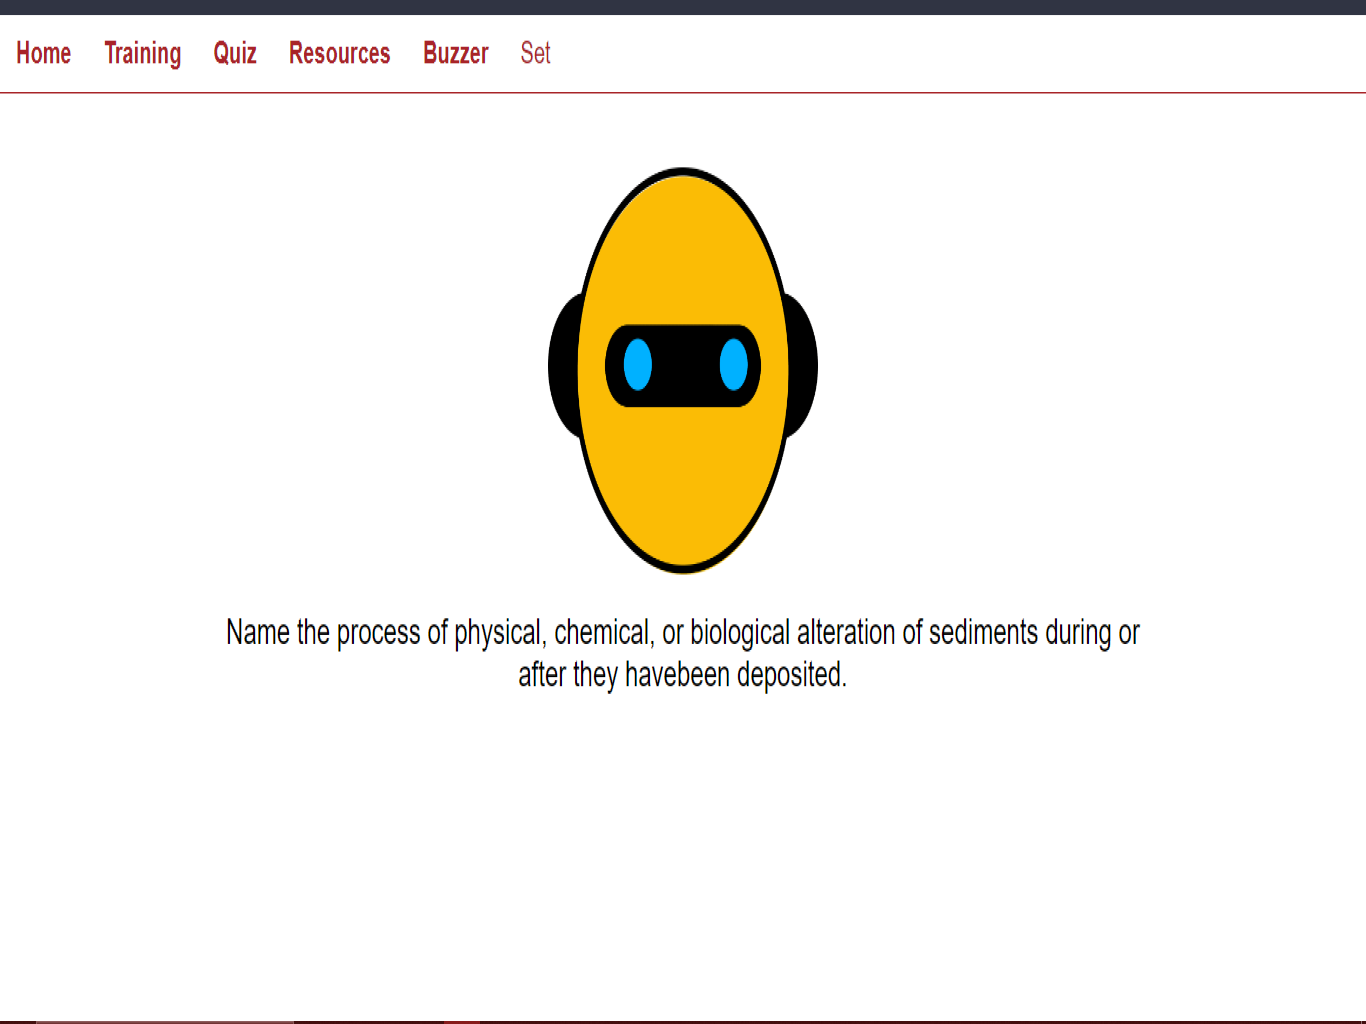 Home Training Quiz Resources Buzzer Set
Name the process of physical, chemical, or biological alteration of sediments during or
after they havebeen deposited.